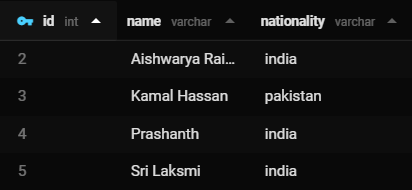 id int name varchar nationality varchar
2 Aishwarya Rai... india
3 Kamal Hassan pakistan
4 Prashanth india
5 Sri Laksmi india